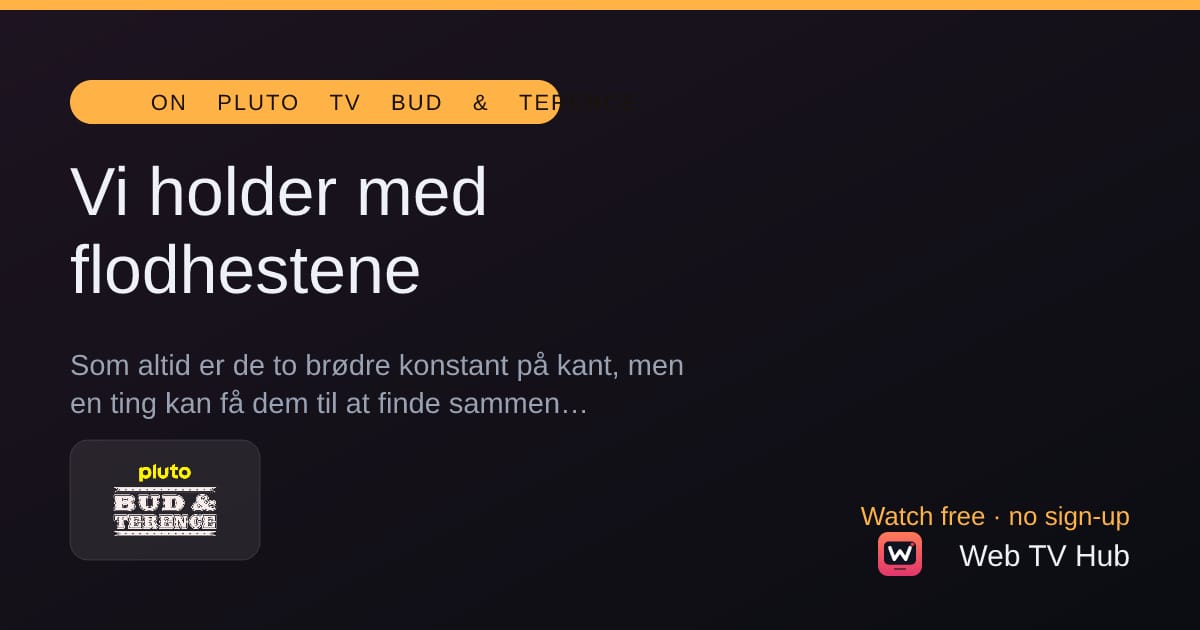 ON PLUTO TV BUD & TERENCE
Vi holder med
flodhestene
Som altid er de to brødre konstant på kant, men
en ting kan få dem til at finde sammen…
pluto
BUD &
TERENCE
Watch free · no sign-up
W
Web TV Hub